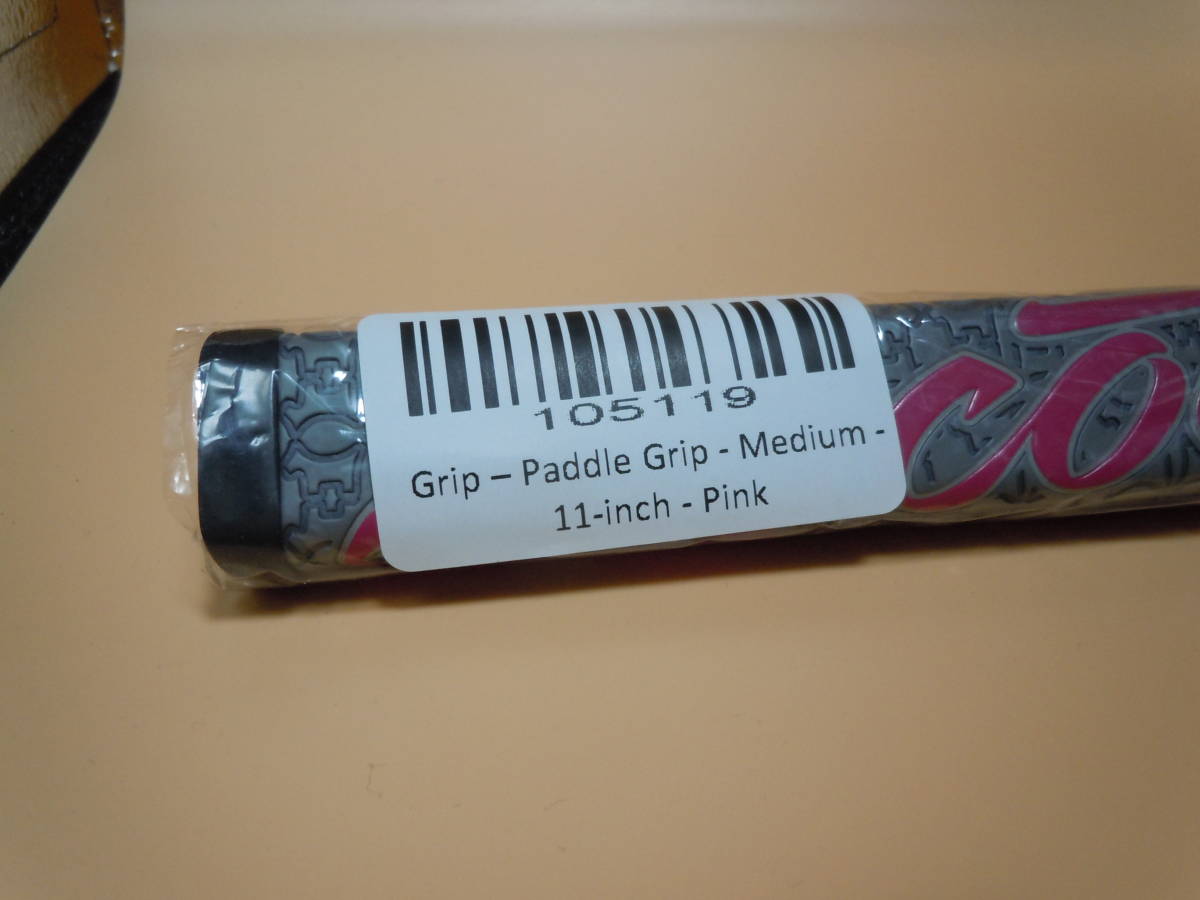 105119
Grip – Paddle Grip - Medium -
11-inch - Pink